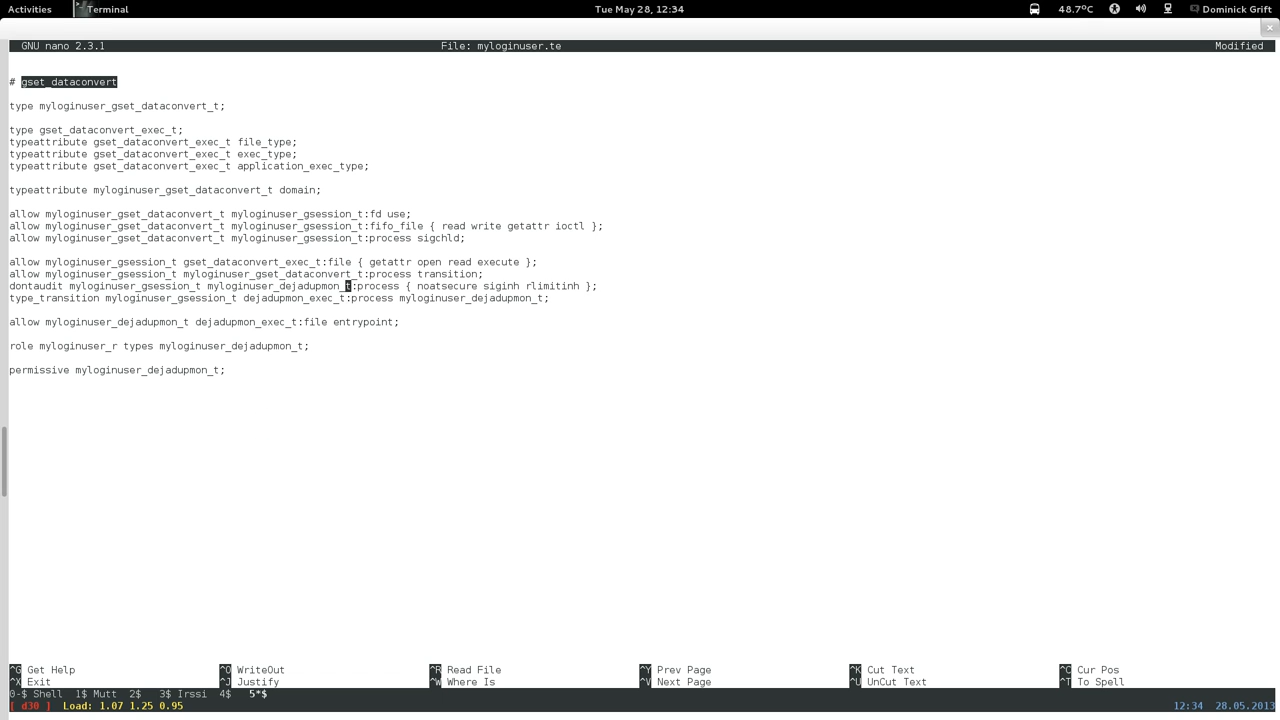 Activities Terminal Tue May 28, 12:34 48.7°C Dominick Grift
GNU nano 2.3.1 File: myloginuser.te Modified
# gset_dataconvert
type myloginuser_gset_dataconvert_t;
type gset_dataconvert_exec_t;
typeattribute gset_dataconvert_exec_t file_type;
typeattribute gset_dataconvert_exec_t exec_type;
typeattribute gset_dataconvert_exec_t application_exec_type;
typeattribute myloginuser_gset_dataconvert_t domain;
allow myloginuser_gset_dataconvert_t myloginuser_gsession_t:fd use;
allow myloginuser_gset_dataconvert_t myloginuser_gsession_t:fifo_file { read write getattr ioctl };
allow myloginuser_gset_dataconvert_t myloginuser_gsession_t:process sigchld;
allow myloginuser_gsession_t gset_dataconvert_exec_t:file { getattr open read execute };
allow myloginuser_gsession_t myloginuser_gset_dataconvert_t:process transition;
dontaudit myloginuser_gsession_t myloginuser_dejadupmon_t:process { noatsecure siginh rlimitinh };
type_transition myloginuser_gsession_t dejadupmon_exec_t:process myloginuser_dejadupmon_t;
allow myloginuser_dejadupmon_t dejadupmon_exec_t:file entrypoint;
role myloginuser_r types myloginuser_dejadupmon_t;
permissive myloginuser_dejadupmon_t;
^G Get Help ^O WriteOut ^R Read File ^Y Prev Page ^K Cut Text ^C Cur Pos
^X Exit ^J Justify ^W Where Is ^V Next Page ^U UnCut Text ^T To Spell
0-$ Shell 1$ Mutt 2$ 3$ Irssi 4$ 5*$
[ d30 ] Load: 1.07 1.25 0.95 12:34 28.05.2013